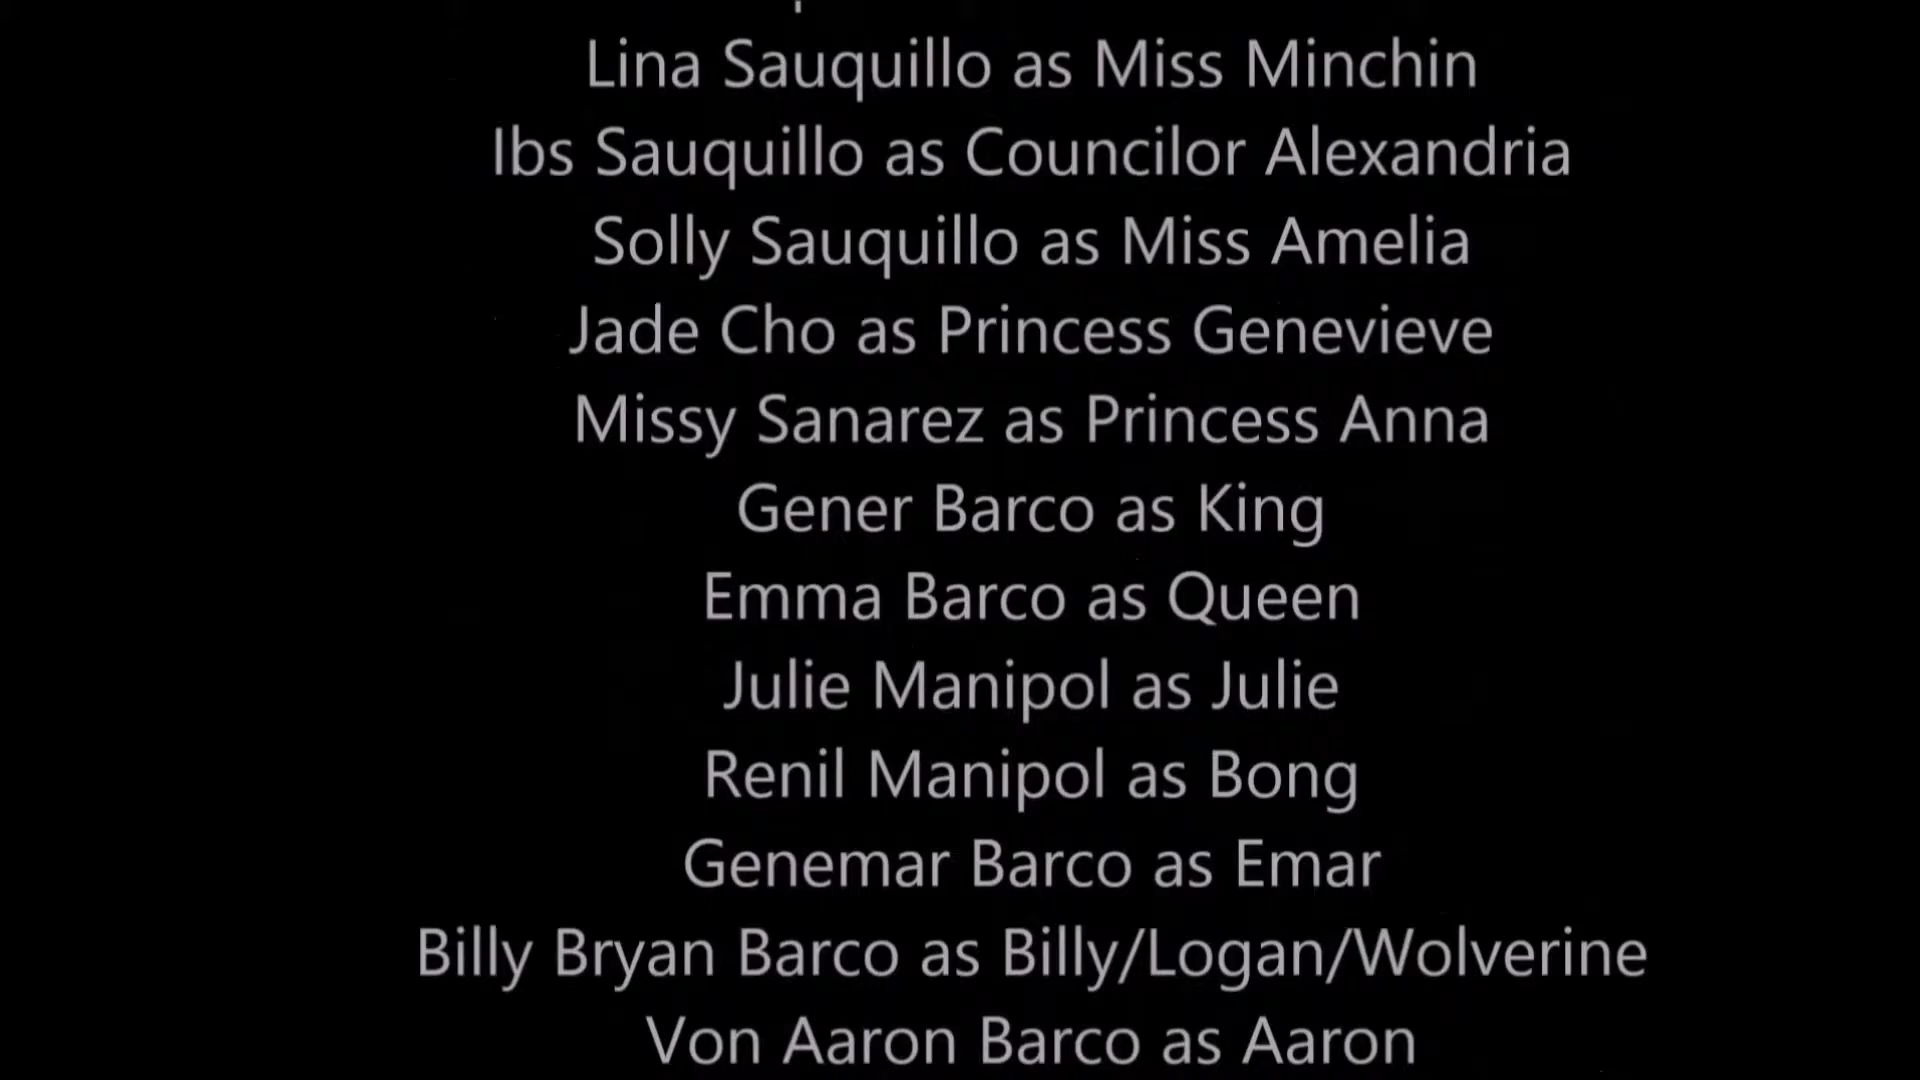 Lina Sauquillo as Miss Minchin
Ibs Sauquillo as Councilor Alexandria
Solly Sauquillo as Miss Amelia
Jade Cho as Princess Genevieve
Missy Sanarez as Princess Anna
Gener Barco as King
Emma Barco as Queen
Julie Manipol as Julie
Renil Manipol as Bong
Genemar Barco as Emar
Billy Bryan Barco as Billy/Logan/Wolverine
Von Aaron Barco as Aaron